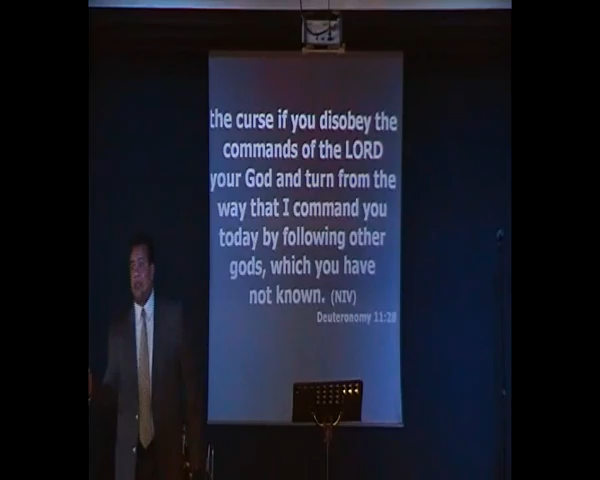 the curse if you disobey the
commands of the LORD
your God and turn from the
way that I command you
today by following other
gods, which you have
not known. (NIV)
Deuteronomy 11:28